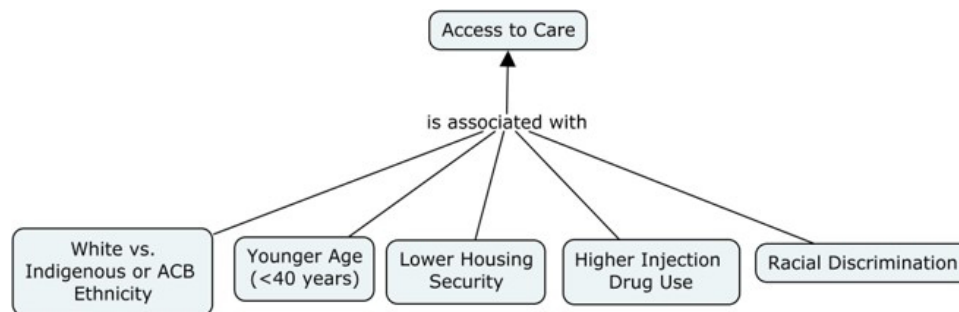 Access to Care
is associated with
White vs.
Indigenous or ACB
Ethnicity
Younger Age
(<40 years)
Lower Housing
Security
Higher Injection
Drug Use
Racial Discrimination